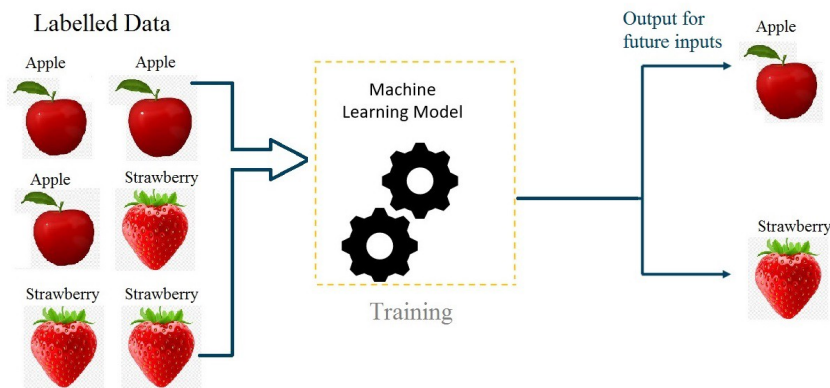 Labelled Data
Apple
Apple
Apple
Strawberry
Strawberry
Strawberry
Machine
Learning Model
Training
Output for
future inputs
Apple
Strawberry